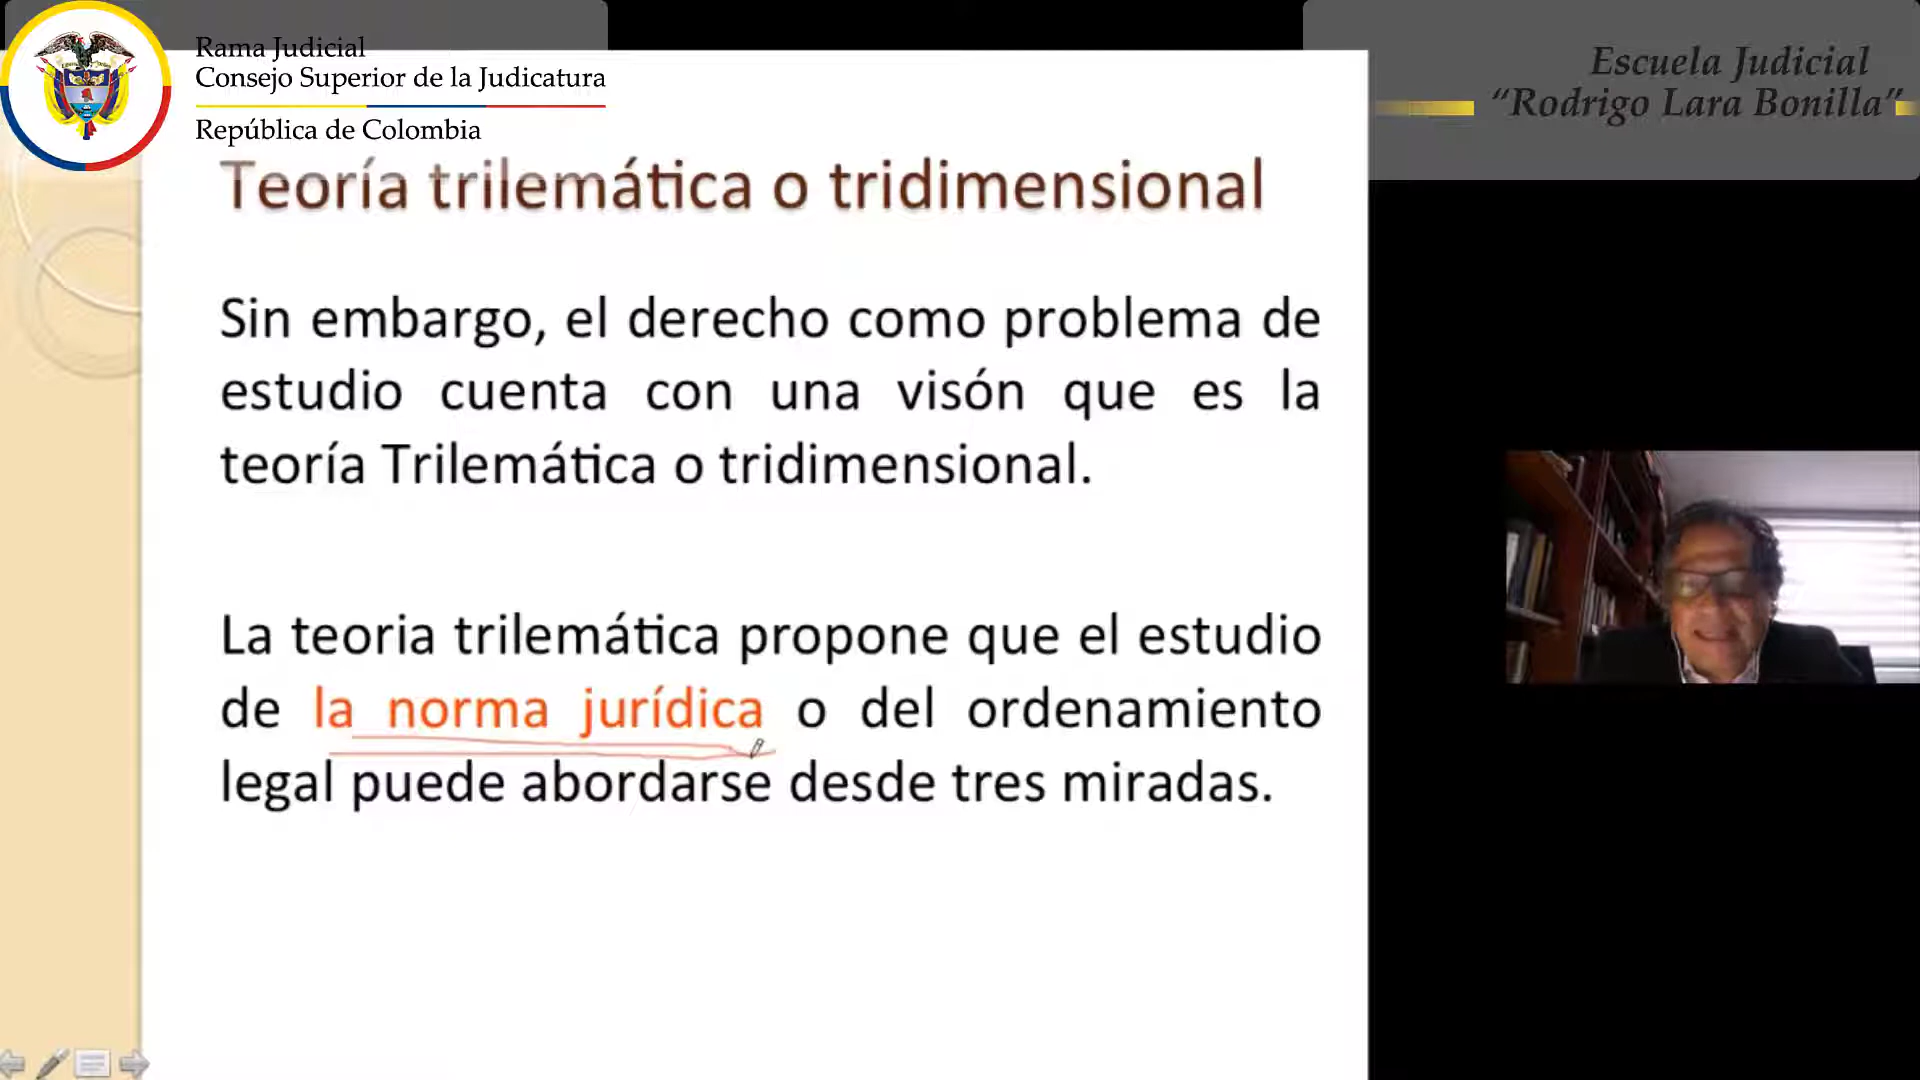 Rama Judicial
Consejo Superior de la Judicatura
República de Colombia
Escuela Judicial
“Rodrigo Lara Bonilla”
Teoría trilemática o tridimensional
Sin embargo, el derecho como problema de
estudio cuenta con una visón que es la
teoría Trilemática o tridimensional.
La teoria trilemática propone que el estudio
de la norma jurídica o del ordenamiento
legal puede abordarse desde tres miradas.